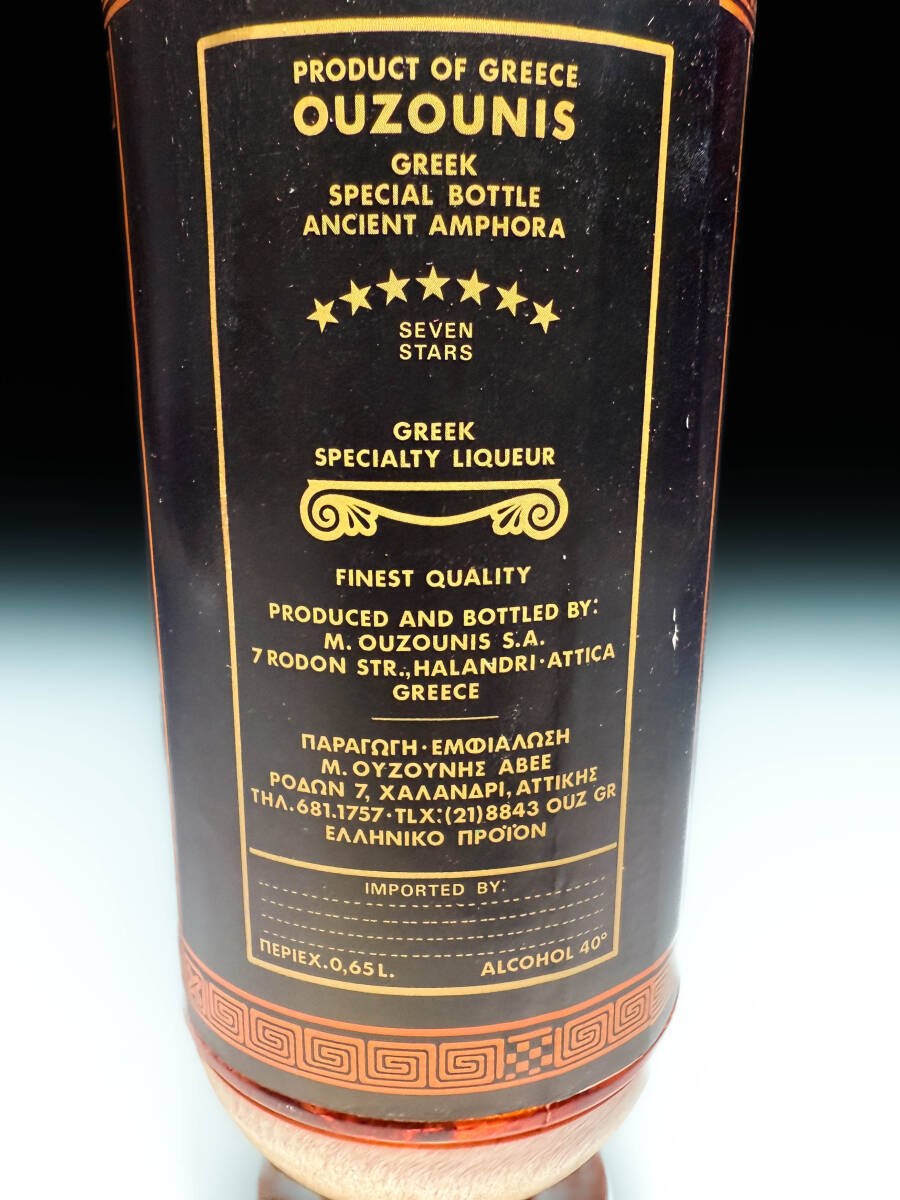 PRODUCT OF GREECE
OUZOUNIS
GREEK
SPECIAL BOTTLE
ANCIENT AMPHORA
SEVEN
STARS
GREEK
SPECIALTY LIQUEUR
FINEST QUALITY
PRODUCED AND BOTTLED BY:
M. OUZOUNIS S.A.
7 RODON STR., HALANDRI·ATTICA
GREECE
ΠΑΡΑΓΩΓΗ·ΕΜΦΙΑΛΩΣΗ
Μ. ΟΥΖΟΥΝΗΣ ΑΒΕΕ
ΡΟΔΩΝ 7, ΧΑΛΑΝΔΡΙ, ΑΤΤΙΚΗΣ
ΤΗΛ.681.1757·TLX:(21)8843 OUZ GR
ΕΛΛΗΝΙΚΟ ΠΡΟΪΟΝ
IMPORTED BY:
ΠΕΡΙΕΧ.0,65L. ALCOHOL 40°